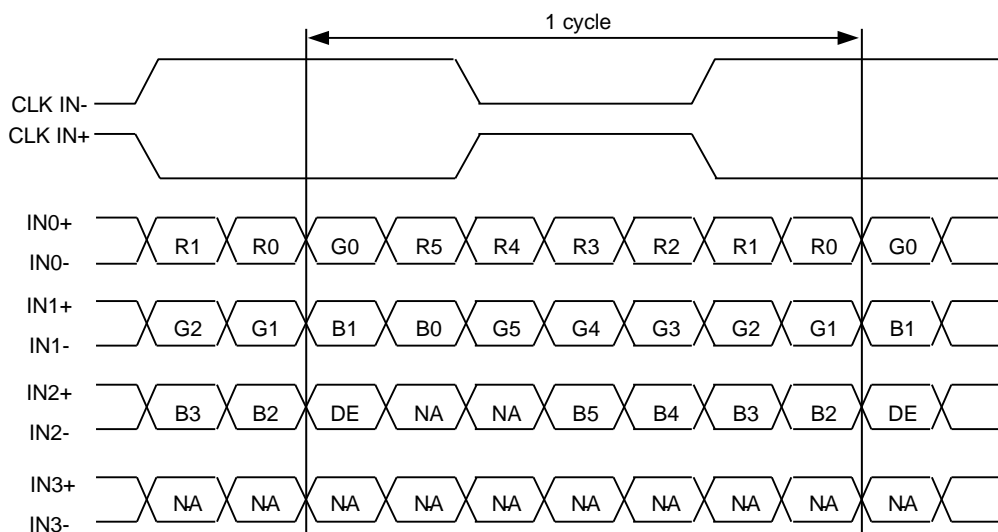 1 cycle
CLK IN-
CLK IN+
IN0+
R1 R0 G0 R5 R4 R3 R2 R1 R0 G0
IN0-
IN1+
G2 G1 B1 B0 G5 G4 G3 G2 G1 B1
IN1-
IN2+
B3 B2 DE NA NA B5 B4 B3 B2 DE
IN2-
IN3+
NA NA NA NA NA NA NA NA NA NA
IN3-